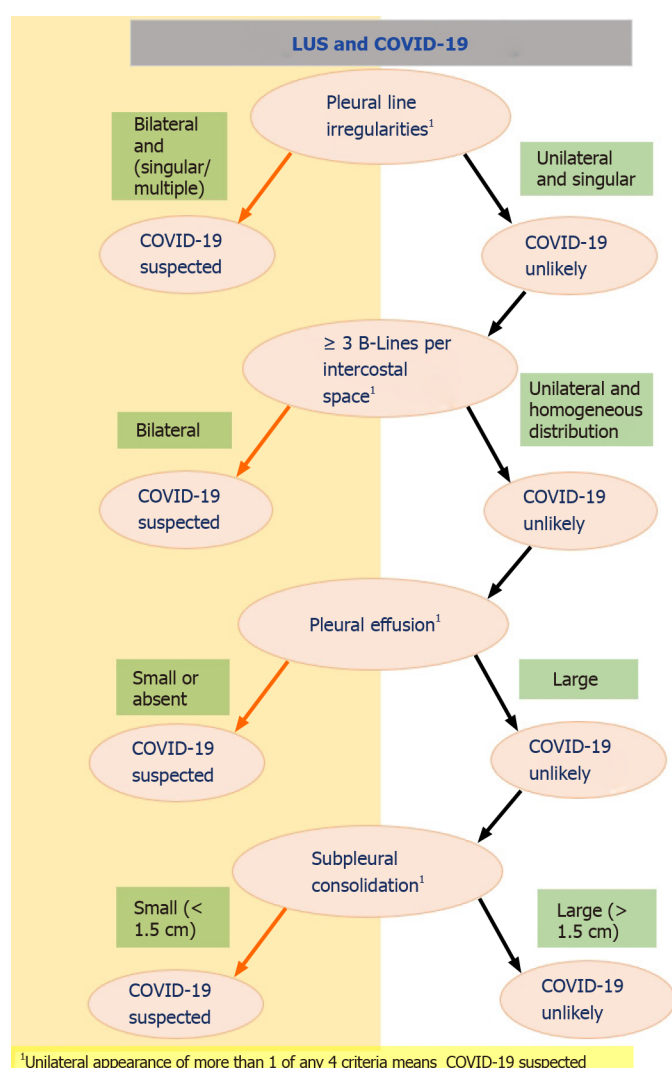 LUS and COVID-19
Pleural line
irregularities¹
Bilateral
and
(singular/
multiple)
Unilateral
and singular
COVID-19
suspected
COVID-19
unlikely
≥ 3 B-Lines per
intercostal
space¹
Bilateral
Unilateral and
homogeneous
distribution
COVID-19
suspected
COVID-19
unlikely
Pleural effusion¹
Small or
absent
Large
COVID-19
suspected
COVID-19
unlikely
Subpleural
consolidation¹
Small (<
1.5 cm)
Large (>
1.5 cm)
COVID-19
suspected
COVID-19
unlikely
¹Unilateral appearance of more than 1 of any 4 criteria means COVID-19 suspected